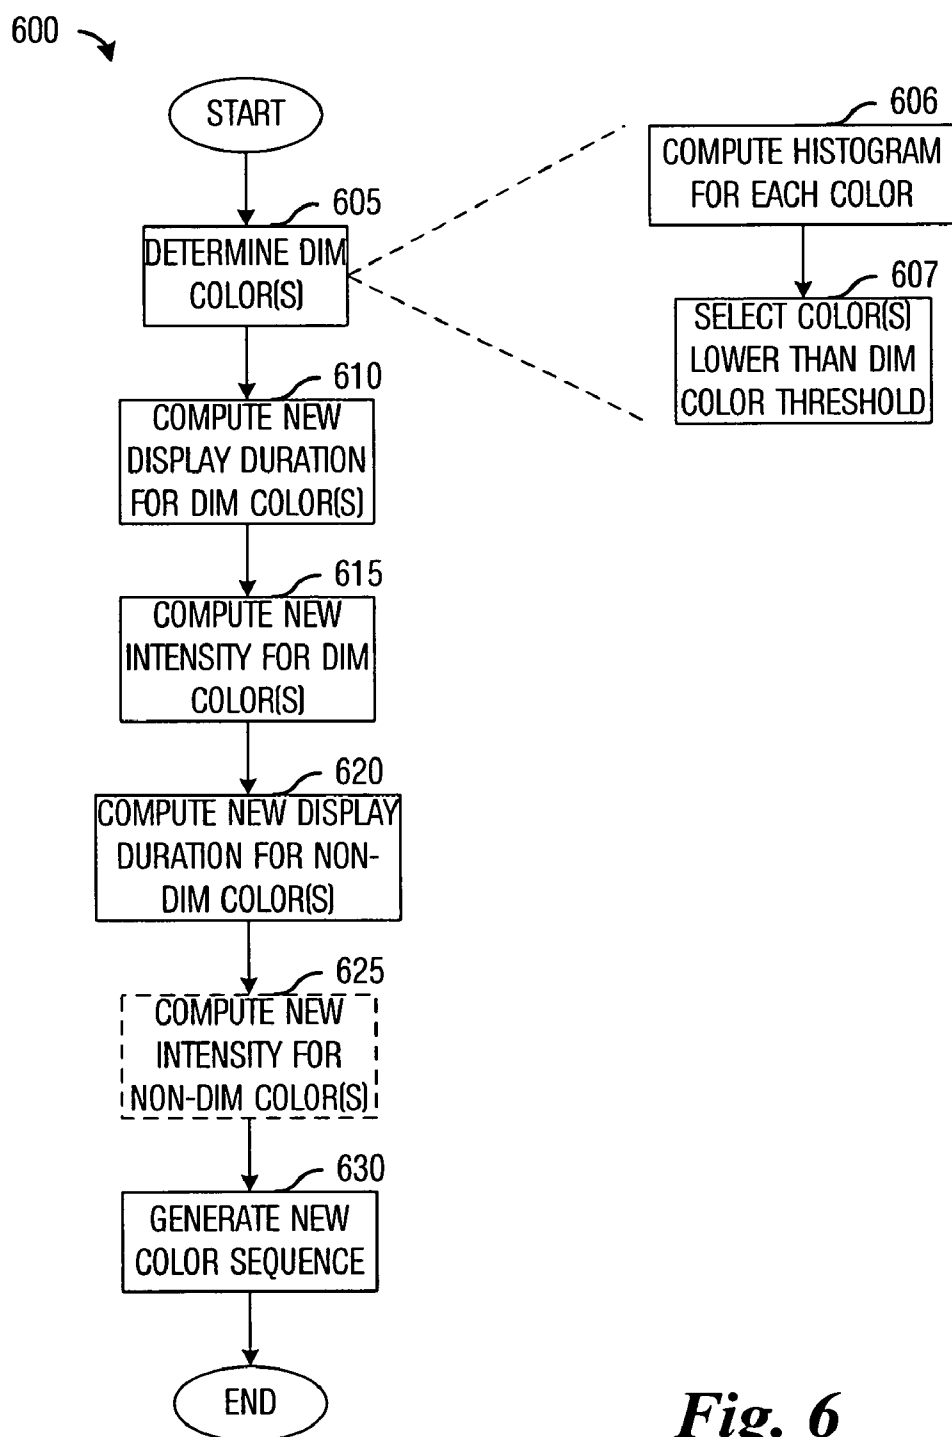 600
START
605
DETERMINE DIM
COLOR(S)
606
COMPUTE HISTOGRAM
FOR EACH COLOR
607
SELECT COLOR(S)
LOWER THAN DIM
COLOR THRESHOLD
610
COMPUTE NEW
DISPLAY DURATION
FOR DIM COLOR(S)
615
COMPUTE NEW
INTENSITY FOR DIM
COLOR(S)
620
COMPUTE NEW DISPLAY
DURATION FOR NON-
DIM COLOR(S)
625
COMPUTE NEW
INTENSITY FOR
NON-DIM COLOR(S)
630
GENERATE NEW
COLOR SEQUENCE
END
Fig. 6